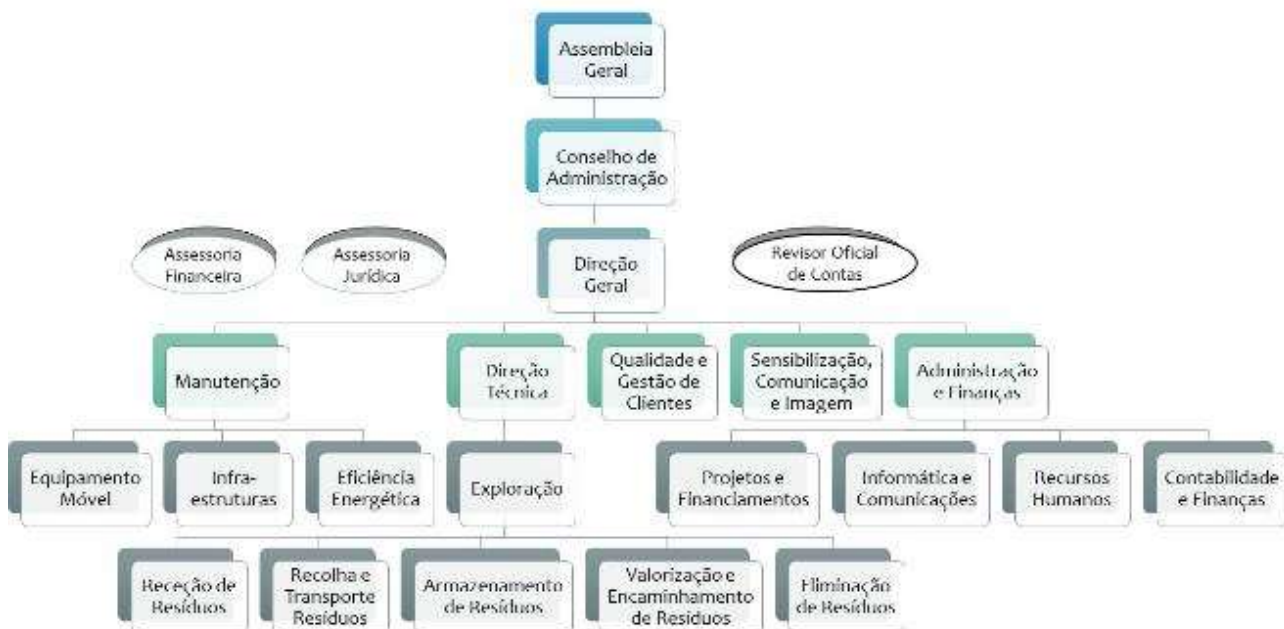 Assembleia
Geral
Conselho de
Administração
Assessoria
Financeira
Assessoria
Jurídica
Direção
Geral
Revisor Oficial
de Contas
Manutenção
Direção
Técnica
Qualidade e
Gestão de
Clientes
Sensibilização,
Comunicação
e Imagem
Administração
e Finanças
Equipamento
Móvel
Infra-
estruturas
Eficiência
Energética
Exploração
Projetos e
Financiamentos
Informática e
Comunicações
Recursos
Humanos
Contabilidade
e Finanças
Receção de
Resíduos
Recolha e
Transporte
Resíduos
Armazenamento
de Resíduos
Valorização e
Encaminhamento
de Resíduos
Eliminação
de Resíduos